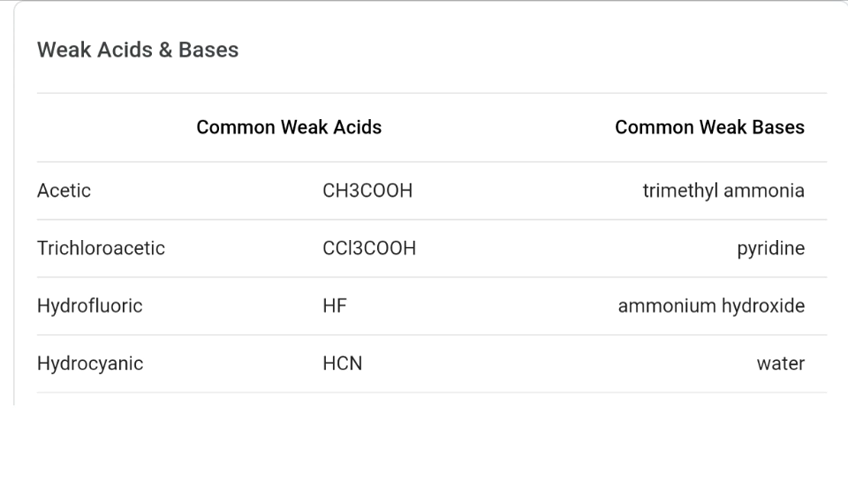 Weak Acids & Bases
Common Weak Acids Common Weak Bases
Acetic CH3COOH trimethyl ammonia
Trichloroacetic CCl3COOH pyridine
Hydrofluoric HF ammonium hydroxide
Hydrocyanic HCN water